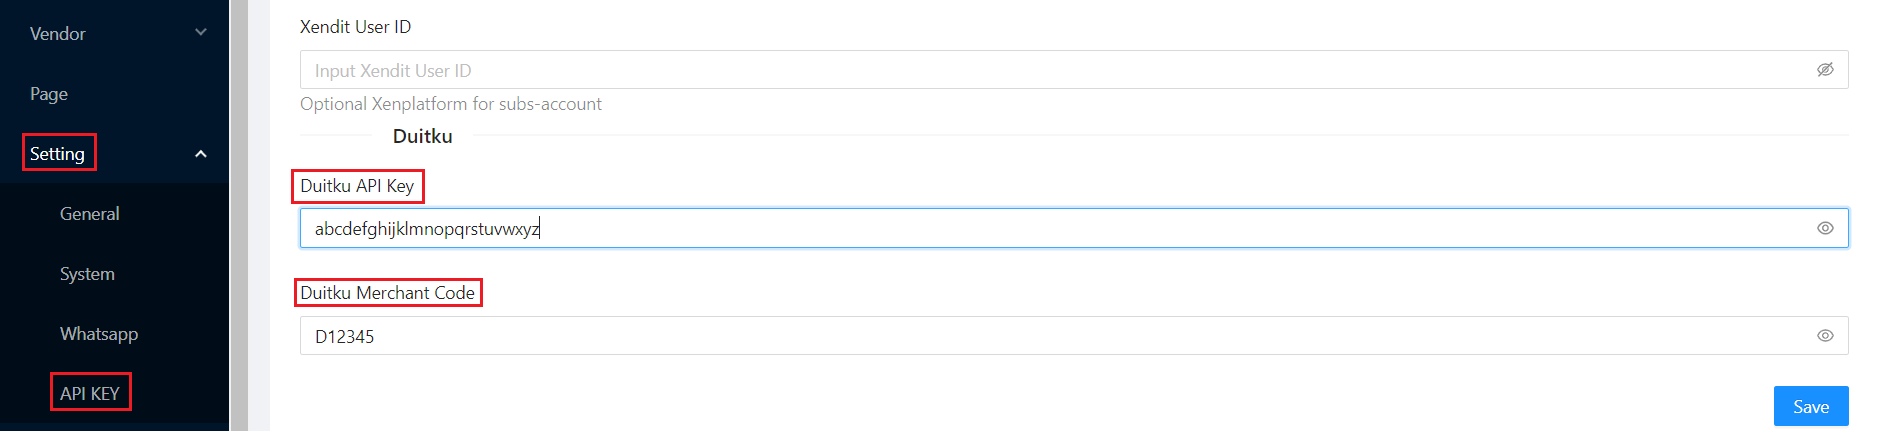 Vendor
Page
Setting
General
System
Whatsapp
API KEY
Xendit User ID
Input Xendit User ID
Optional Xenplatform for subs-account
Duitku
Duitku API Key
abcdefghijklmnopqrstuvwxyz
Duitku Merchant Code
D12345
Save